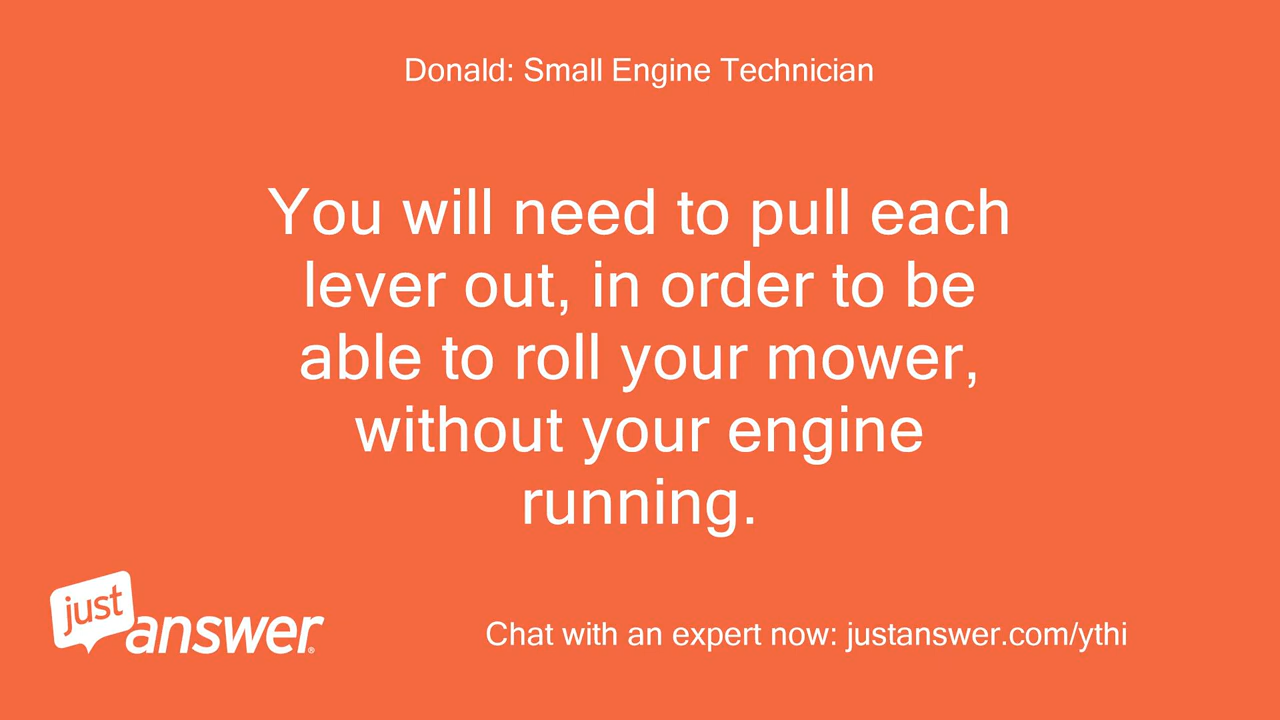 Donald: Small Engine Technician
You will need to pull each
lever out, in order to be
able to roll your mower,
without your engine
running.
just
answer®
Chat with an expert now: justanswer.com/ythi